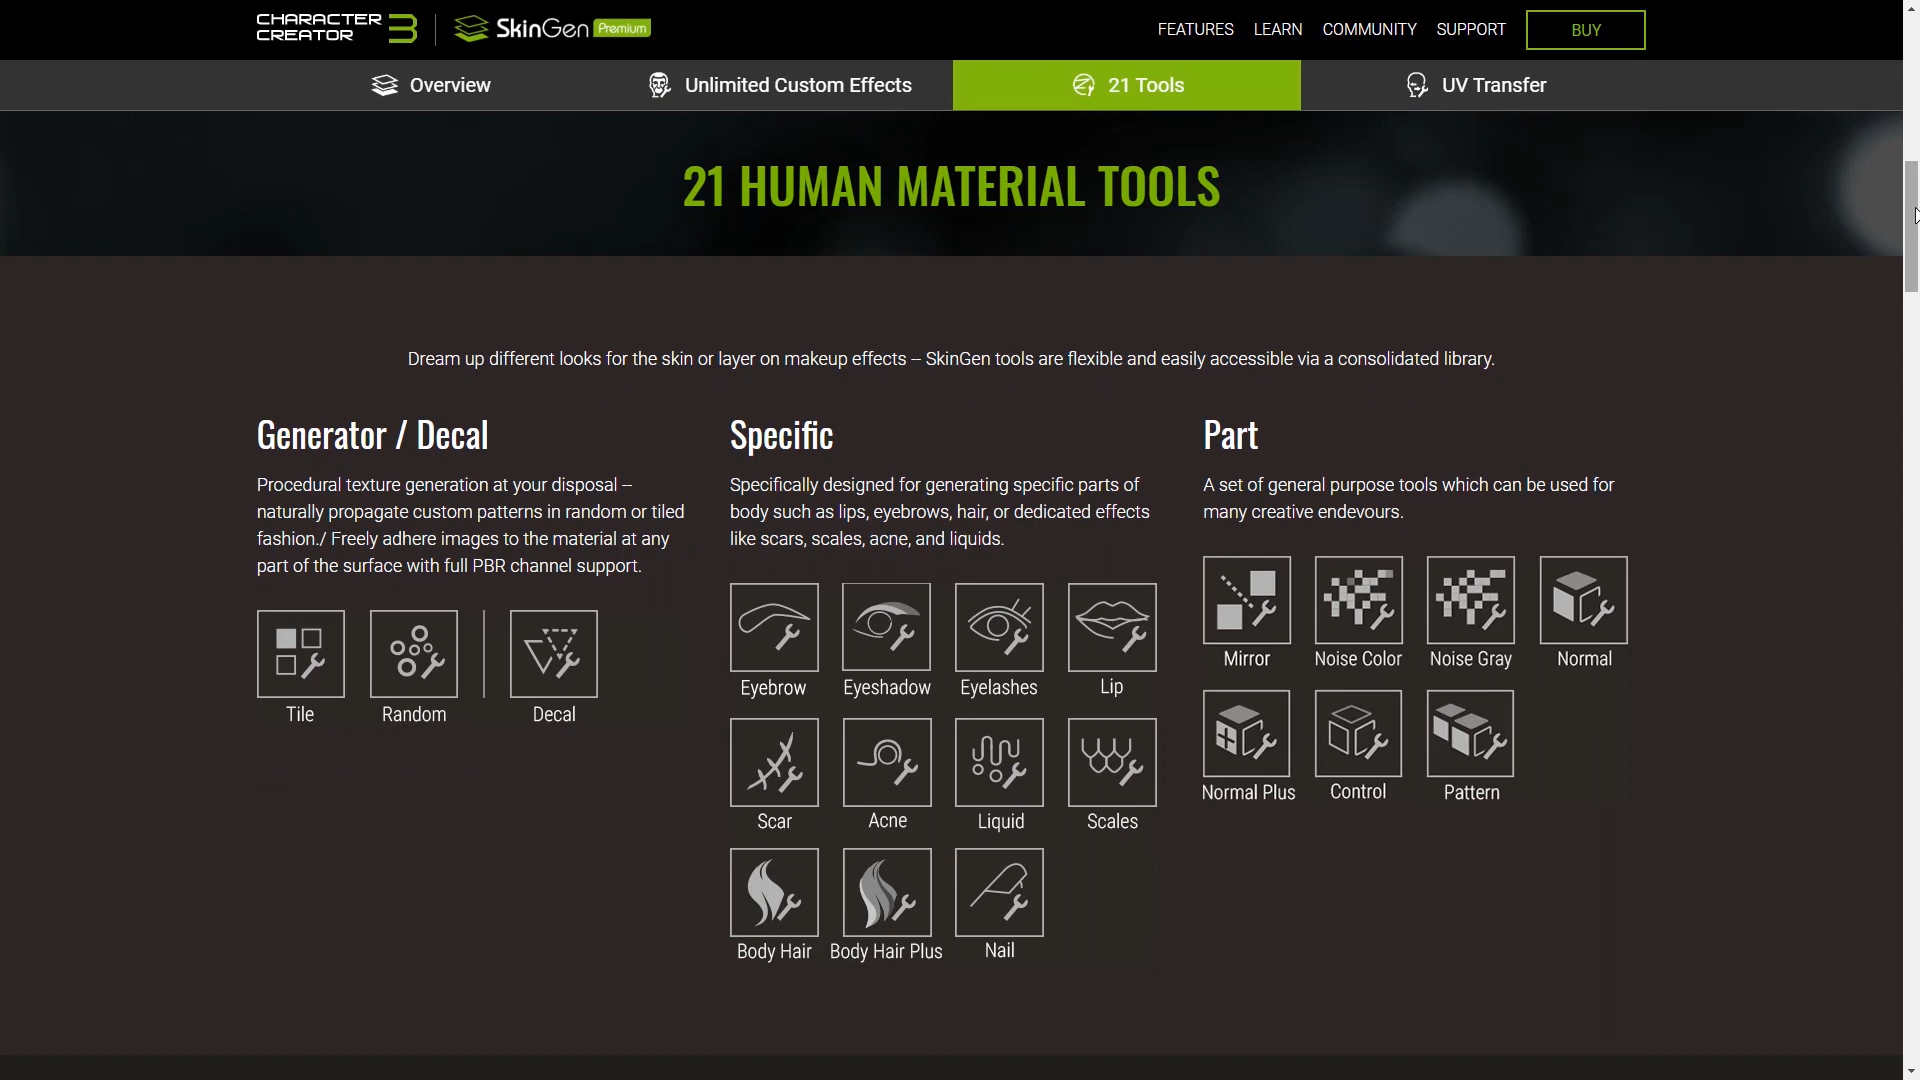 CHARACTER
CREATOR 3
SkinGen Premium
FEATURES LEARN COMMUNITY SUPPORT BUY
Overview Unlimited Custom Effects 21 Tools UV Transfer
21 HUMAN MATERIAL TOOLS
Dream up different looks for the skin or layer on makeup effects – SkinGen tools are flexible and easily accessible via a consolidated library.
Generator / Decal
Procedural texture generation at your disposal –
naturally propagate custom patterns in random or tiled
fashion./ Freely adhere images to the material at any
part of the surface with full PBR channel support.
Tile Random Decal
Specific
Specifically designed for generating specific parts of
body such as lips, eyebrows, hair, or dedicated effects
like scars, scales, acne, and liquids.
Eyebrow Eyeshadow Eyelashes Lip
Scar Acne Liquid Scales
Body Hair Body Hair Plus Nail
Part
A set of general purpose tools which can be used for
many creative endevours.
Mirror Noise Color Noise Gray Normal
Normal Plus Control Pattern